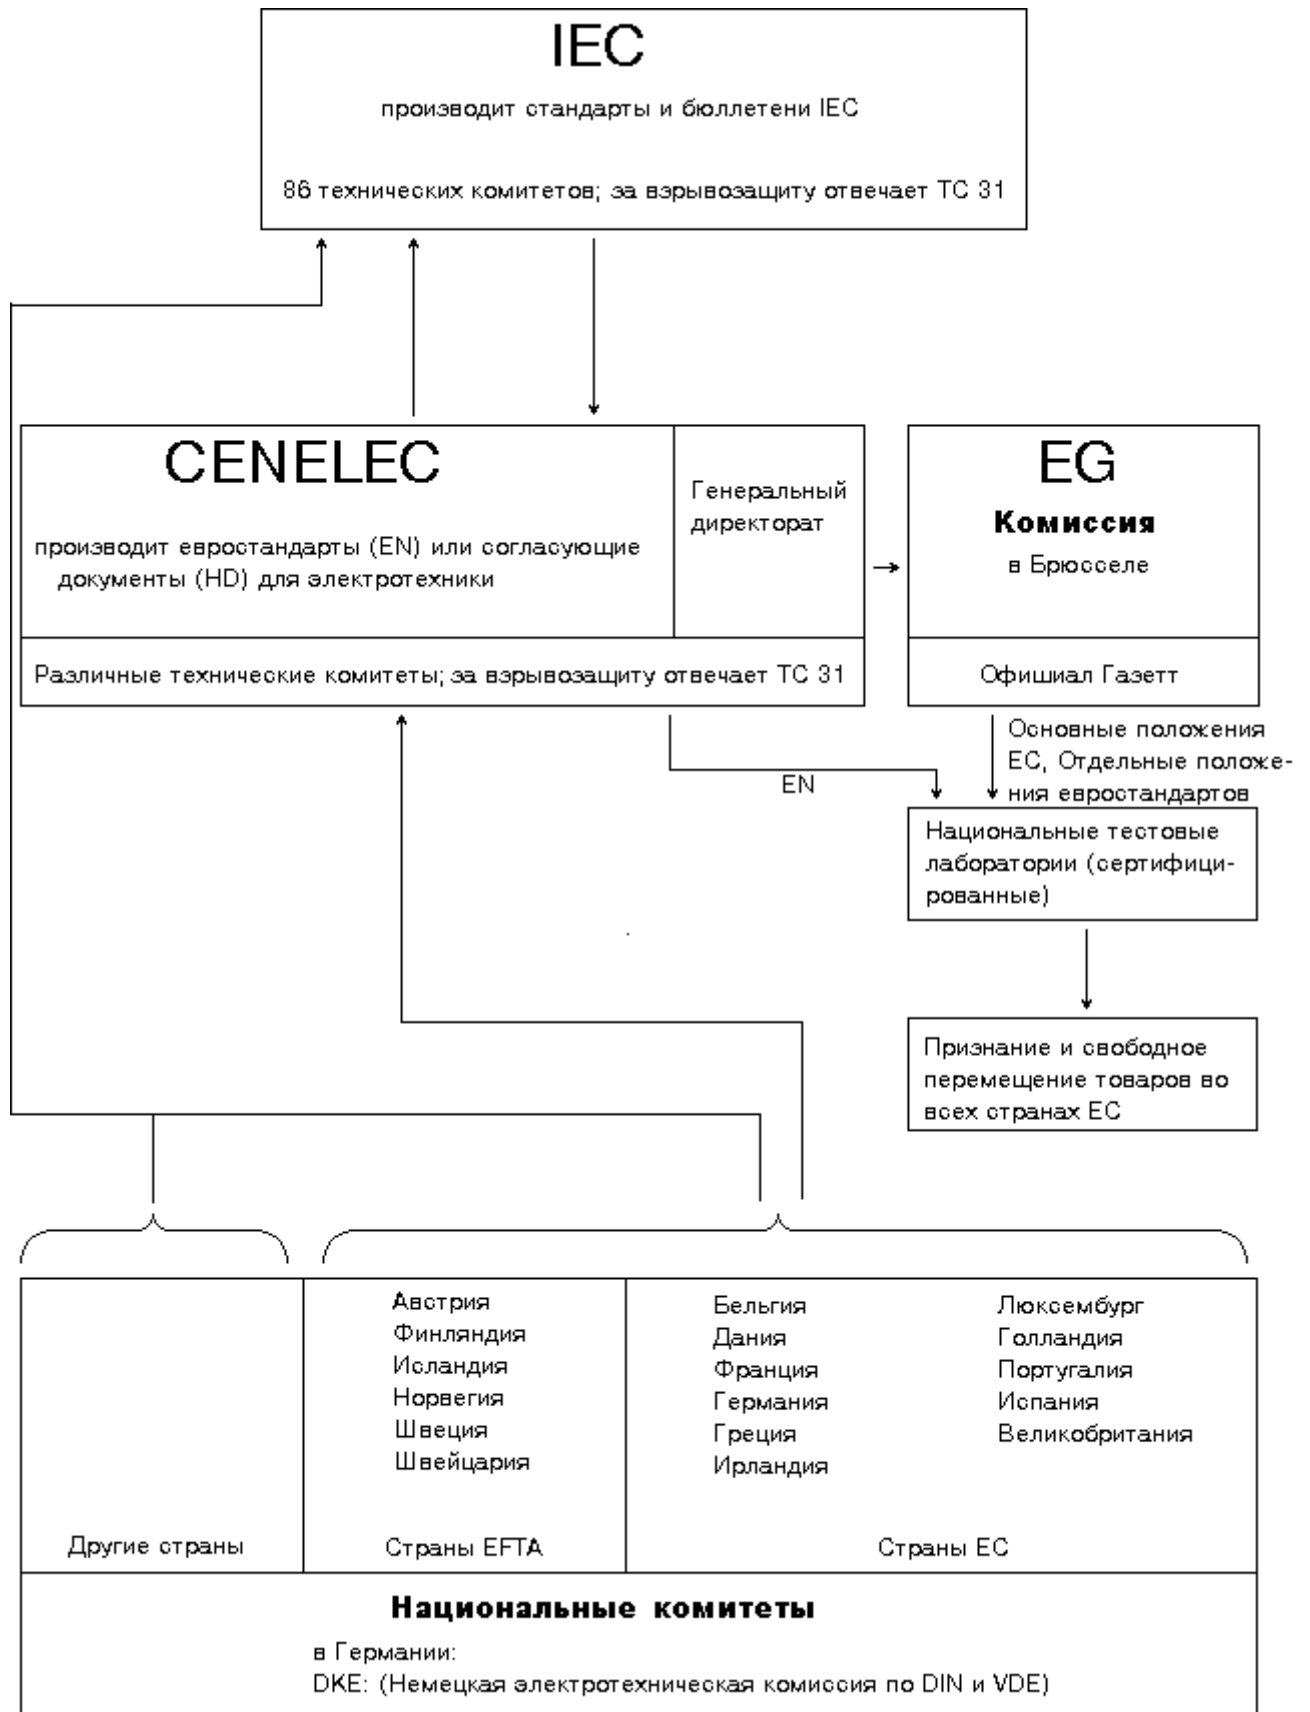 IEC
производит стандарты и бюллетени IEC
86 технических комитетов; за взрывозащиту отвечает ТС 31
CENELEC
производит евростандарты (EN) или согласующие
документы (HD) для электротехники
Генеральный
директорат
Различные технические комитеты; за взрывозащиту отвечает ТС 31
EG
Комиссия
в Брюсселе
Офишиал Газетт
EN
Основные положения
ЕС, Отдельные положе-
ния евростандартов
Национальные тестовые
лаборатории (сертифици-
рованные)
Признание и свободное
перемещение товаров во
всех странах ЕС
Другие страны
Австрия
Финляндия
Исландия
Норвегия
Швеция
Швейцария
Страны EFTA
Бельгия
Дания
Франция
Германия
Греция
Ирландия
Люксембург
Голландия
Португалия
Испания
Великобритания
Страны ЕС
Национальные комитеты
в Германии:
DKE: (Немецкая электротехническая комиссия по DIN и VDE)